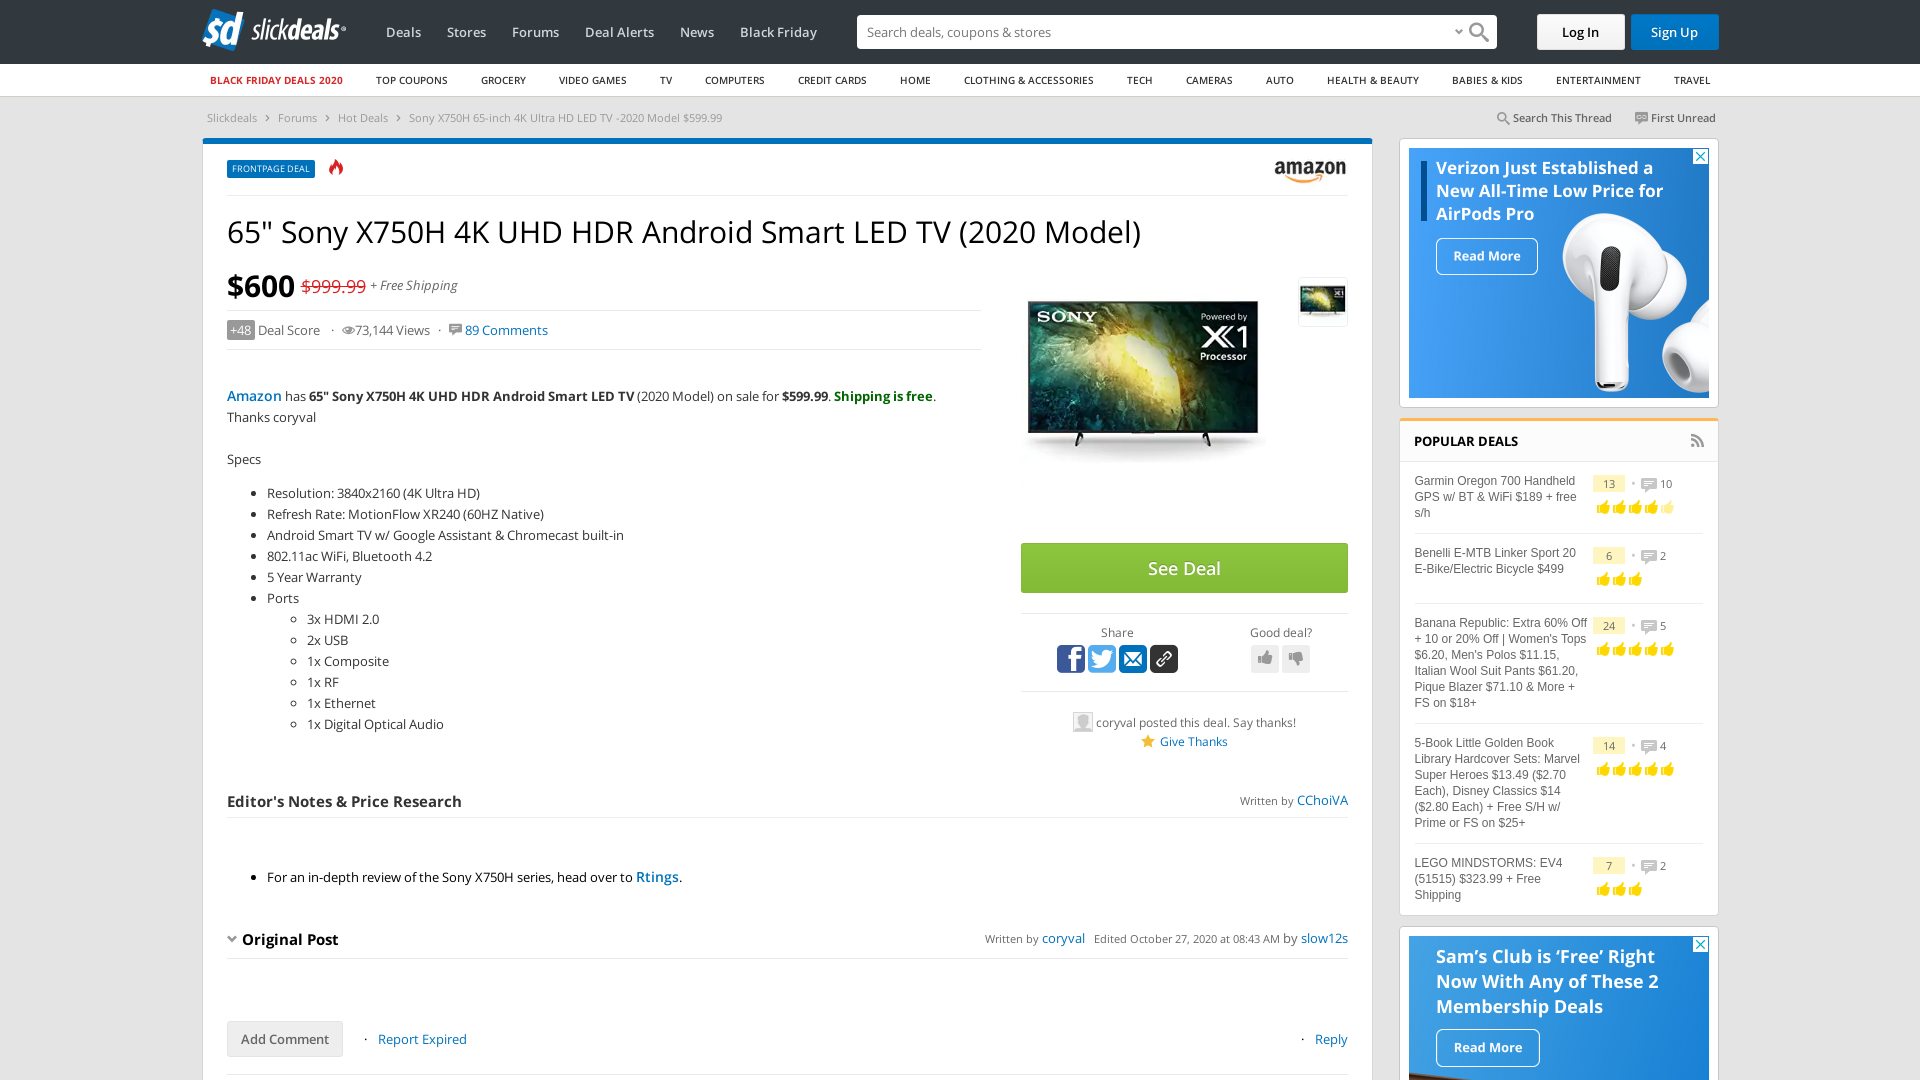 sd slickdeals
Deals Stores Forums Deal Alerts News Black Friday
Search deals, coupons & shops
Log In
Sign Up
BLACK FRIDAY DEALS 2020 TOP COUPONS GROCERY VIDEO GAMES TV COMPUTERS CREDIT CARDS HOME CLOTHING & ACCESSORIES TECH CAMERAS AUTO HEALTH & BEAUTY BABIES & KIDS ENTERTAINMENT TRAVEL
Slickdeals › Forums › Hot Deals › Sony X750H 65-inch 4K Ultra HD LED TV -2020 Model $599.99
Search This Thread
First Unread
FRONTPAGE DEAL
amazon
65" Sony X750H 4K UHD HDR Android Smart LED TV (2020 Model)
$600 $999.99 + Free Shipping
+48 Deal Score · 73,144 Views · 89 Comments
Amazon has 65" Sony X750H 4K UHD HDR Android Smart LED TV (2020 Model) on sale for $599.99. Shipping is free.
Thanks coryval
Specs
Resolution: 3840x2160 (4K Ultra HD)
Refresh Rate: MotionFlow XR240 (60HZ Native)
Android Smart TV w/ Google Assistant & Chromecast built-in
802.11ac WiFi, Bluetooth 4.2
5 Year Warranty
Ports
3x HDMI 2.0
2x USB
1x Composite
1x RF
1x Ethernet
1x Digital Optical Audio
SONY
Powered by
X1
Processor
See Deal
Share
Good deal?
coryval posted this deal. Say thanks!
Give Thanks
Editor's Notes & Price Research
Written by CChoiVA
For an in-depth review of the Sony X750H series, head over to Rtings.
Original Post
Written by coryval Edited October 27, 2020 at 08:43 AM by slow12s
Add Comment · Report Expired
· Reply
Verizon Just Established a
New All-Time Low Price for
AirPods Pro
Read More
POPULAR DEALS
Garmin Oregon 700 Handheld
GPS w/ BT & WiFi $189 + free
s/h
13 • 10
Benelli E-MTB Linker Sport 20
E-Bike/Electric Bicycle $499
6 • 2
Banana Republic: Extra 60% Off
+ 10 or 20% Off | Women's Tops
$6.20, Men's Polos $11.15,
Italian Wool Suit Pants $61.20,
Pique Blazer $71.10 & More +
FS on $18+
24 • 5
5-Book Little Golden Book
Library Hardcover Sets: Marvel
Super Heroes $13.49 ($2.70
Each), Disney Classics $14
($2.80 Each) + Free S/H w/
Prime or FS on $25+
14 • 4
LEGO MINDSTORMS: EV4
(51515) $323.99 + Free
Shipping
7 • 2
Sam's Club is 'Free' Right
Now With Any of These 2
Membership Deals
Read More